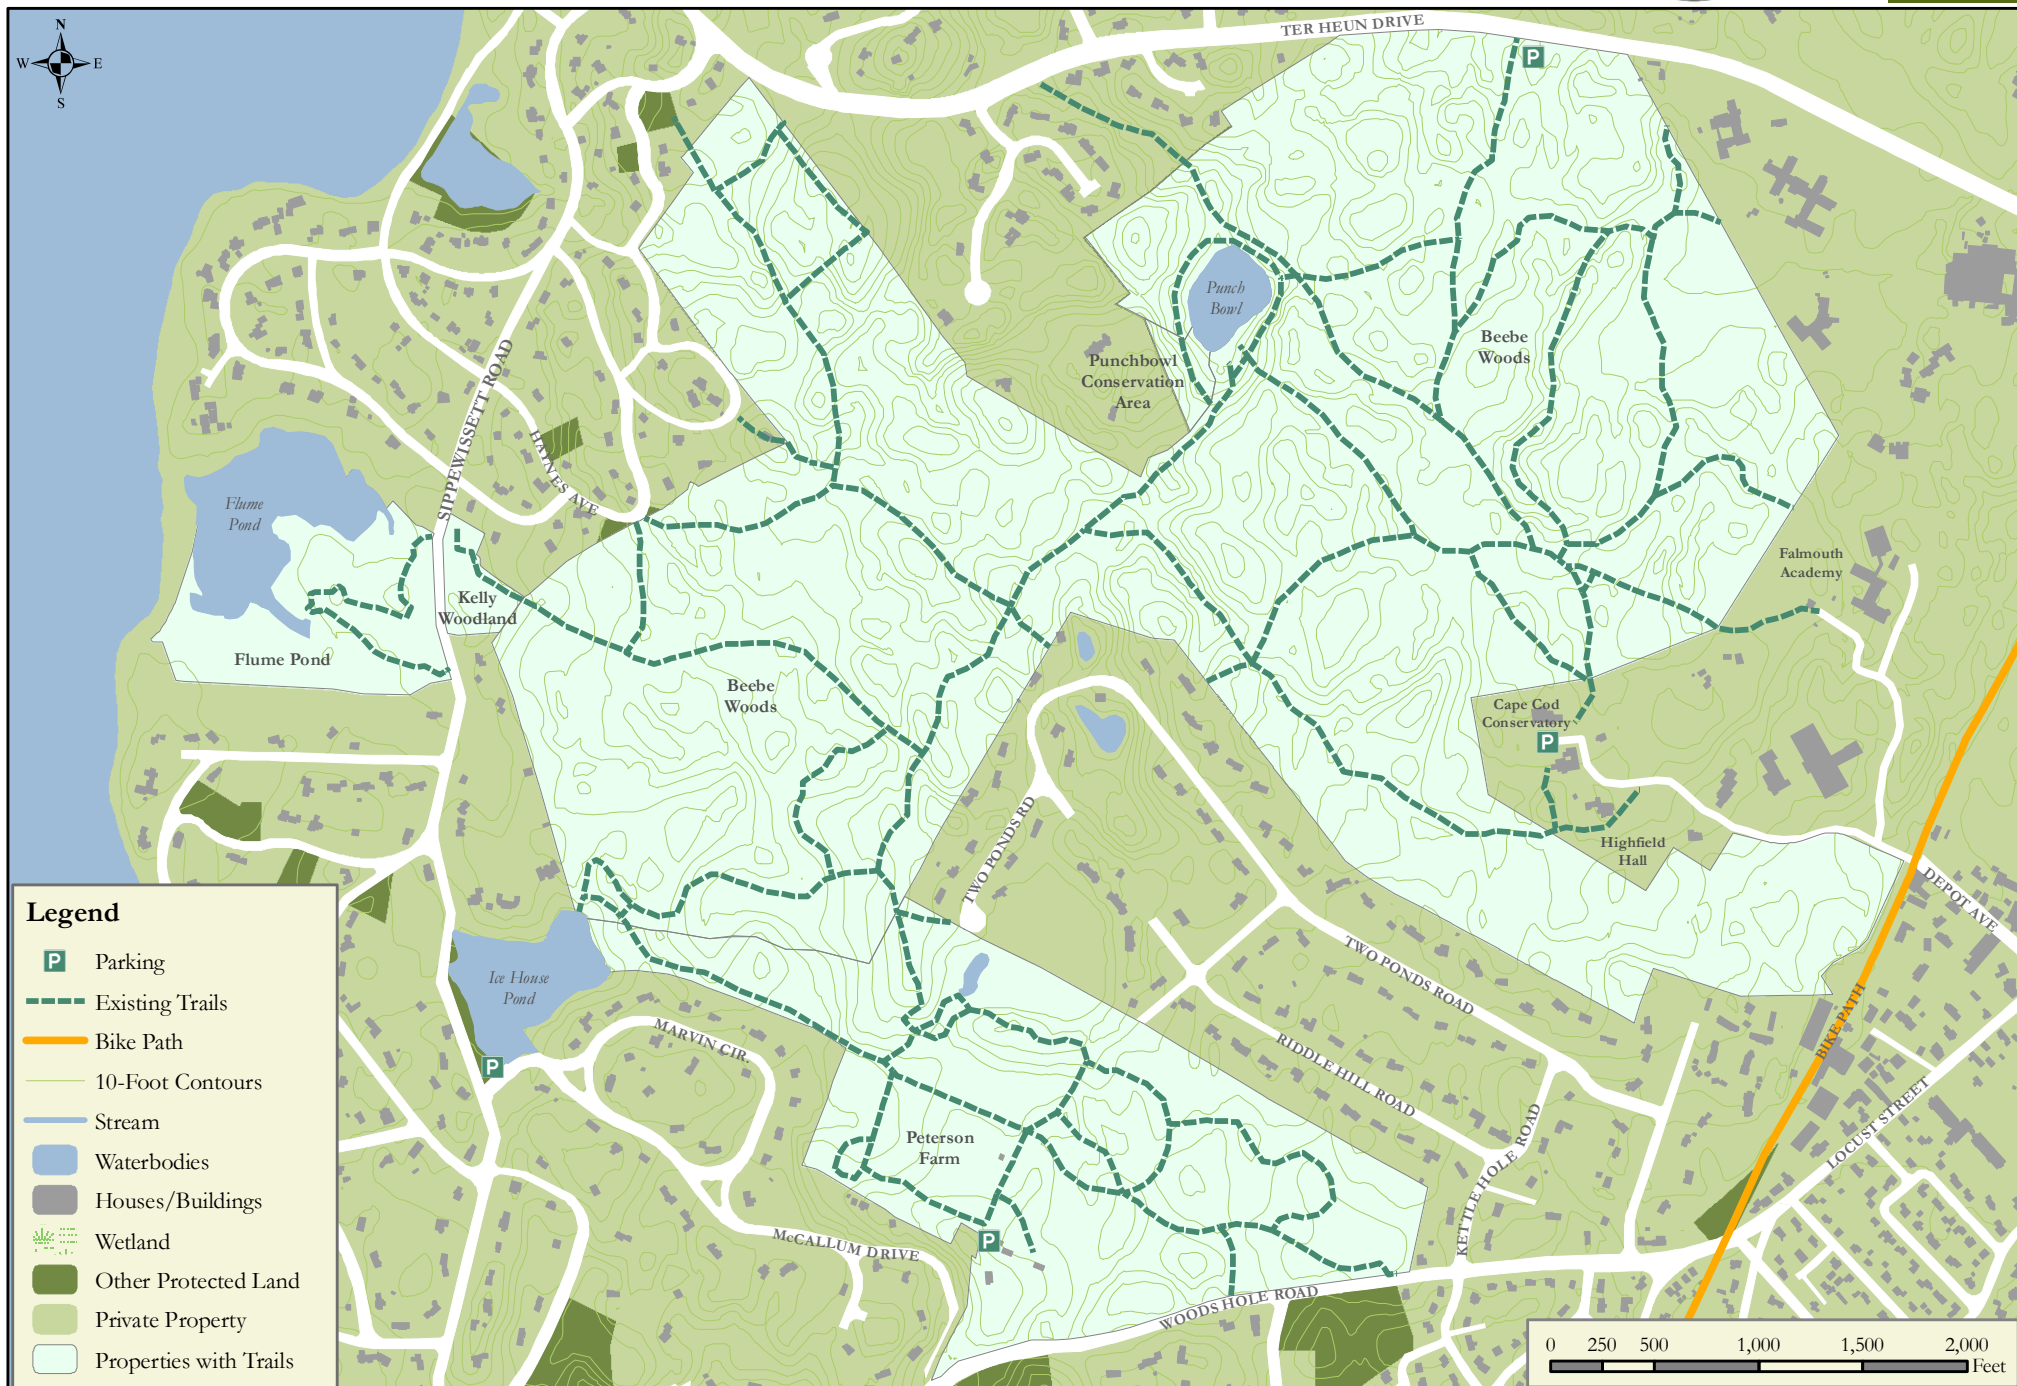 N
W
E
S
TER HEUN DRIVE
P
Punch
Bowl
Beebe
Woods
Punchbowl
Conservation
Area
SIPPEWISSETT ROAD
HAYNES AVE
Flume
Pond
Falmouth
Academy
Kelly
Woodland
Flume Pond
Beebe
Woods
Cape Cod
Conservatory
P
TWO PONDS RD
Highfield
Hall
DEPOT AVE
TWO PONDS ROAD
Ice House
Pond
P
MARVIN CIR.
RIDDLE HILL ROAD
BIKE PATH
LOCUST STREET
KETTLE HOLE ROAD
Peterson
Farm
P
McCALLUM DRIVE
WOODS HOLE ROAD
Legend
P Parking
Existing Trails
Bike Path
10-Foot Contours
Stream
Waterbodies
Houses/Buildings
Wetland
Other Protected Land
Private Property
Properties with Trails
0 250 500 1,000 1,500 2,000
Feet